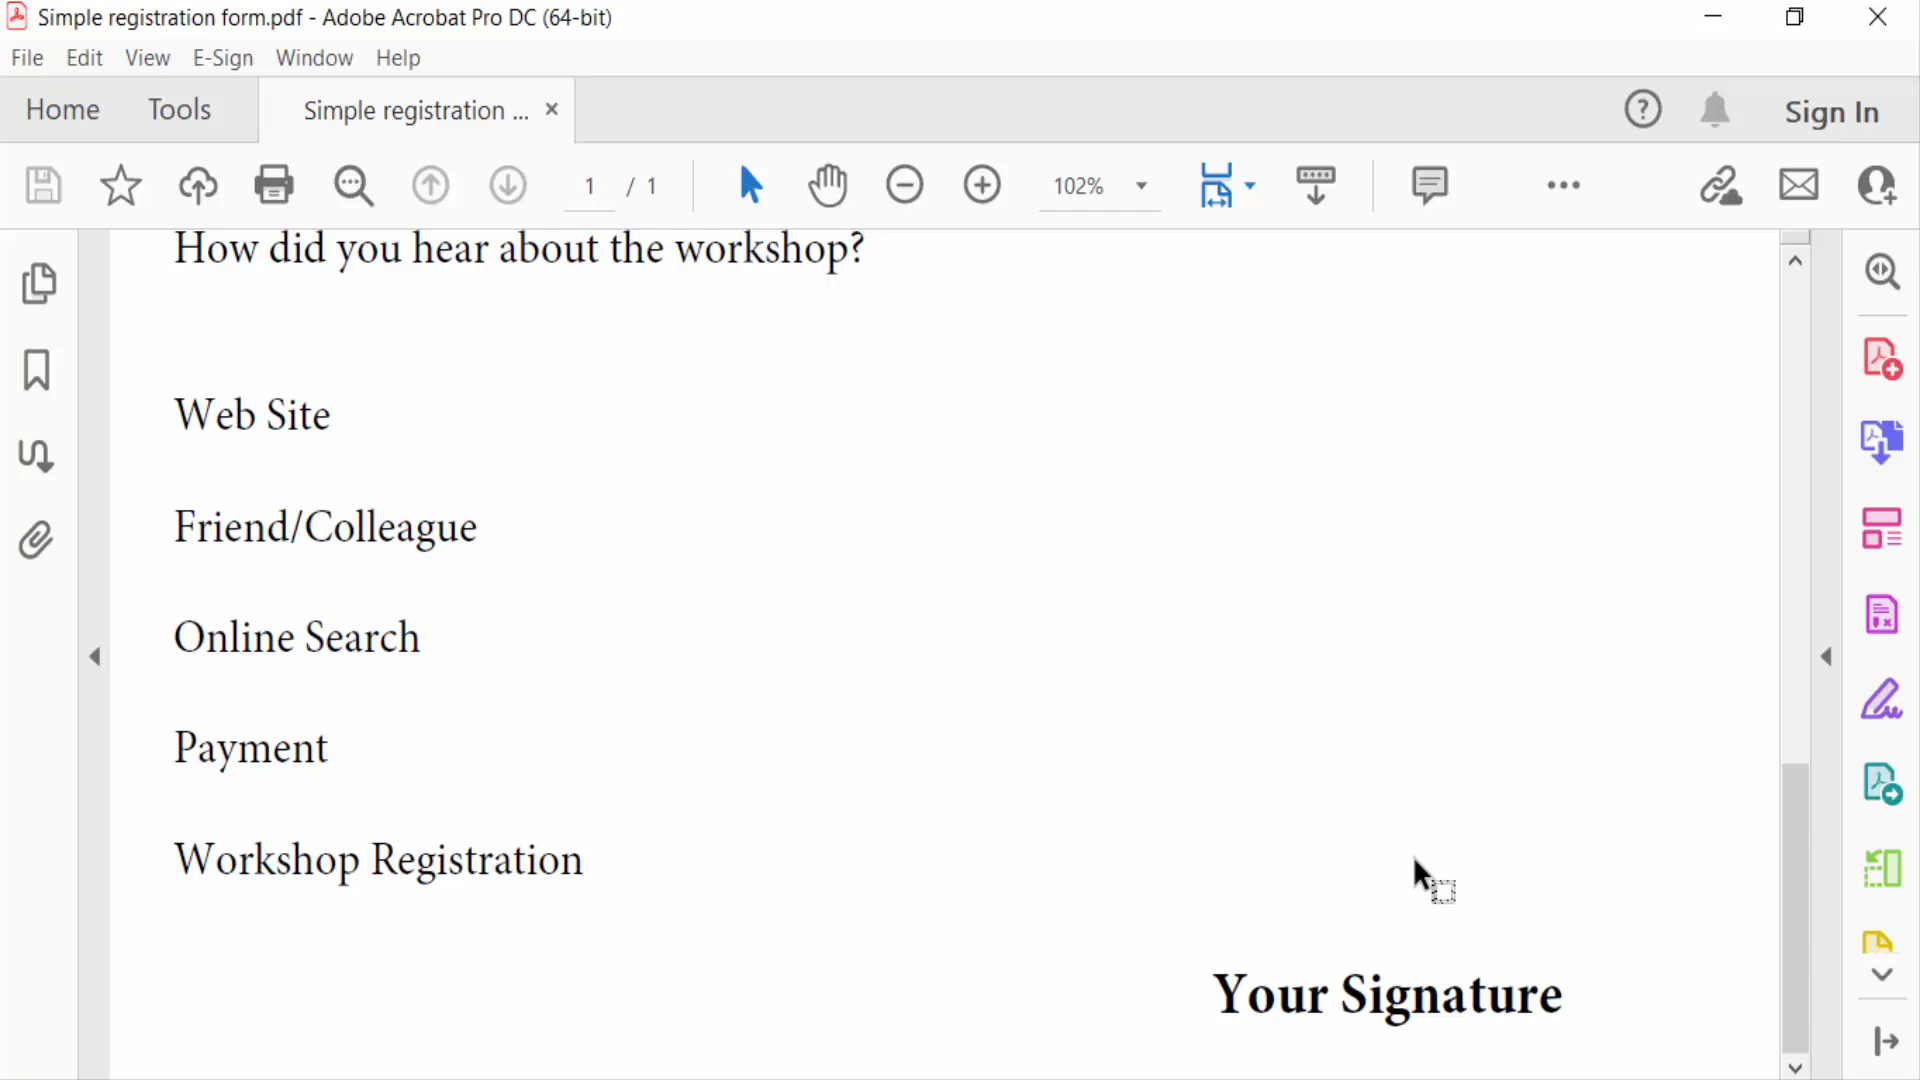 Simple registration form.pdf - Adobe Acrobat Pro DC (64-bit)
File Edit View E-Sign Window Help
Home Tools Simple registration ... × Sign In
1 / 1 102%
How did you hear about the workshop?
Web Site
Friend/Colleague
Online Search
Payment
Workshop Registration
Your Signature